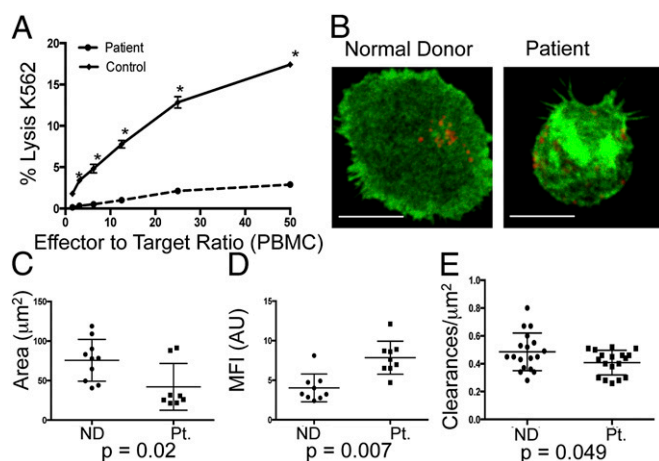 A
Patient
Control
% Lysis K562
20
15
10
5
0
* * * * * *
0 10 20 30 40 50
Effector to Target Ratio (PBMC)
B
Normal Donor Patient
C
Area (μm²)
150
100
50
0
ND Pt.
p = 0.02
D
MFI (AU)
15
10
5
0
ND Pt.
p = 0.007
E
Clearances/μm²
1.0
0.8
0.6
0.4
0.2
0.0
ND Pt.
p = 0.049